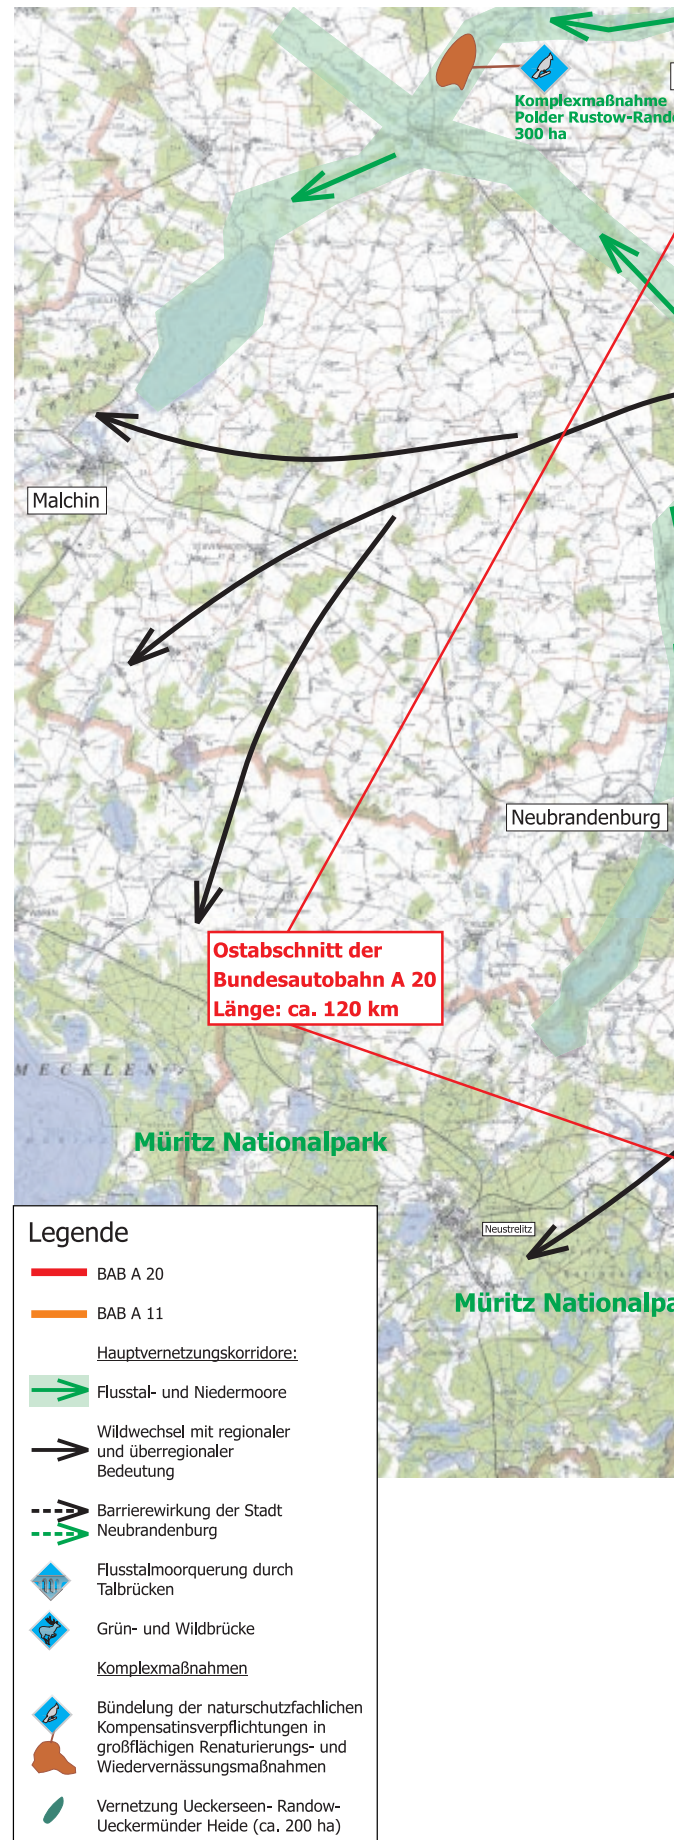 Komplexmaßnahme
Polder Rustow-Rand
300 ha
Malchin
Neubrandenburg
Ostabschnitt der
Bundesautobahn A 20
Länge: ca. 120 km
MECKLEN
Müritz Nationalpark
Neustrelitz
Müritz Nationalpa
Legende
BAB A 20
BAB A 11
Hauptvernetzungskorridore:
Flusstal- und Niedermoore
Wildwechsel mit regionaler
und überregionaler
Bedeutung
Barrierewirkung der Stadt
Neubrandenburg
Flusstalmoorquerung durch
Talbrücken
Grün- und Wildbrücke
Komplexmaßnahmen
Bündelung der naturschutzfachlichen
Kompensatinsverpflichtungen in
großflächigen Renaturierungs- und
Wiedervernässungsmaßnahmen
Vernetzung Ueckerseen- Randow-
Ueckermünder Heide (ca. 200 ha)